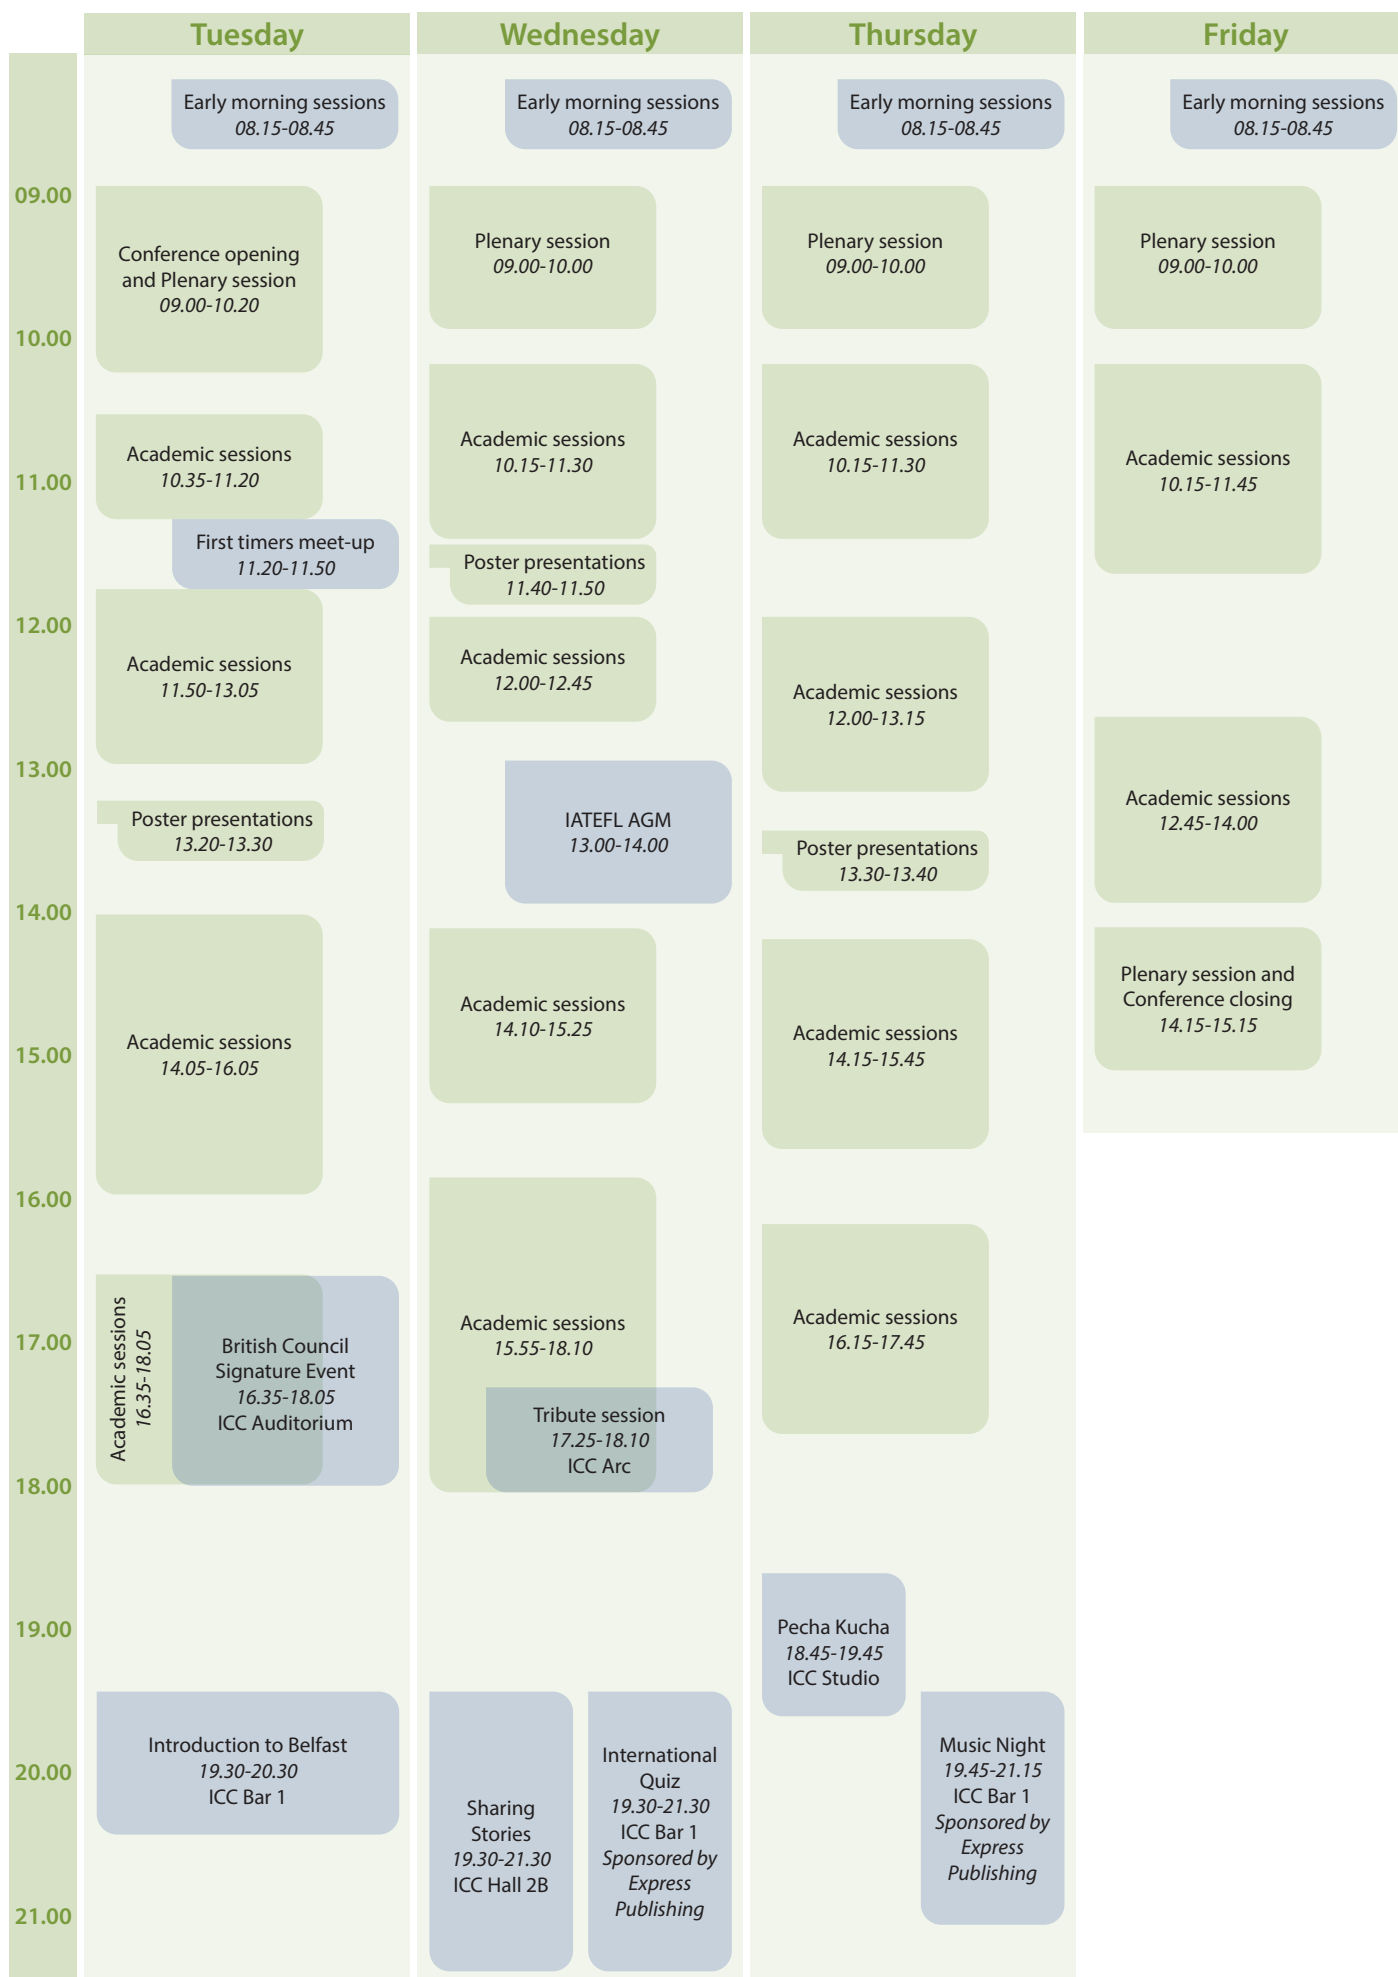 Tuesday
Wednesday
Thursday
Friday
09.00
10.00
11.00
12.00
13.00
14.00
15.00
16.00
17.00
18.00
19.00
20.00
21.00
Early morning sessions
08.15-08.45
Conference opening
and Plenary session
09.00-10.20
Academic sessions
10.35-11.20
First timers meet-up
11.20-11.50
Academic sessions
11.50-13.05
Poster presentations
13.20-13.30
Academic sessions
14.05-16.05
Academic sessions
16.35-18.05
British Council
Signature Event
16.35-18.05
ICC Auditorium
Introduction to Belfast
19.30-20.30
ICC Bar 1
Early morning sessions
08.15-08.45
Plenary session
09.00-10.00
Academic sessions
10.15-11.30
Poster presentations
11.40-11.50
Academic sessions
12.00-12.45
IATEFL AGM
13.00-14.00
Academic sessions
14.10-15.25
Academic sessions
15.55-18.10
Tribute session
17.25-18.10
ICC Arc
Sharing
Stories
19.30-21.30
ICC Hall 2B
International
Quiz
19.30-21.30
ICC Bar 1
Sponsored by
Express
Publishing
Early morning sessions
08.15-08.45
Plenary session
09.00-10.00
Academic sessions
10.15-11.30
Academic sessions
12.00-13.15
Poster presentations
13.30-13.40
Academic sessions
14.15-15.45
Academic sessions
16.15-17.45
Pecha Kucha
18.45-19.45
ICC Studio
Music Night
19.45-21.15
ICC Bar 1
Sponsored by
Express
Publishing
Early morning sessions
08.15-08.45
Plenary session
09.00-10.00
Academic sessions
10.15-11.45
Academic sessions
12.45-14.00
Plenary session and
Conference closing
14.15-15.15